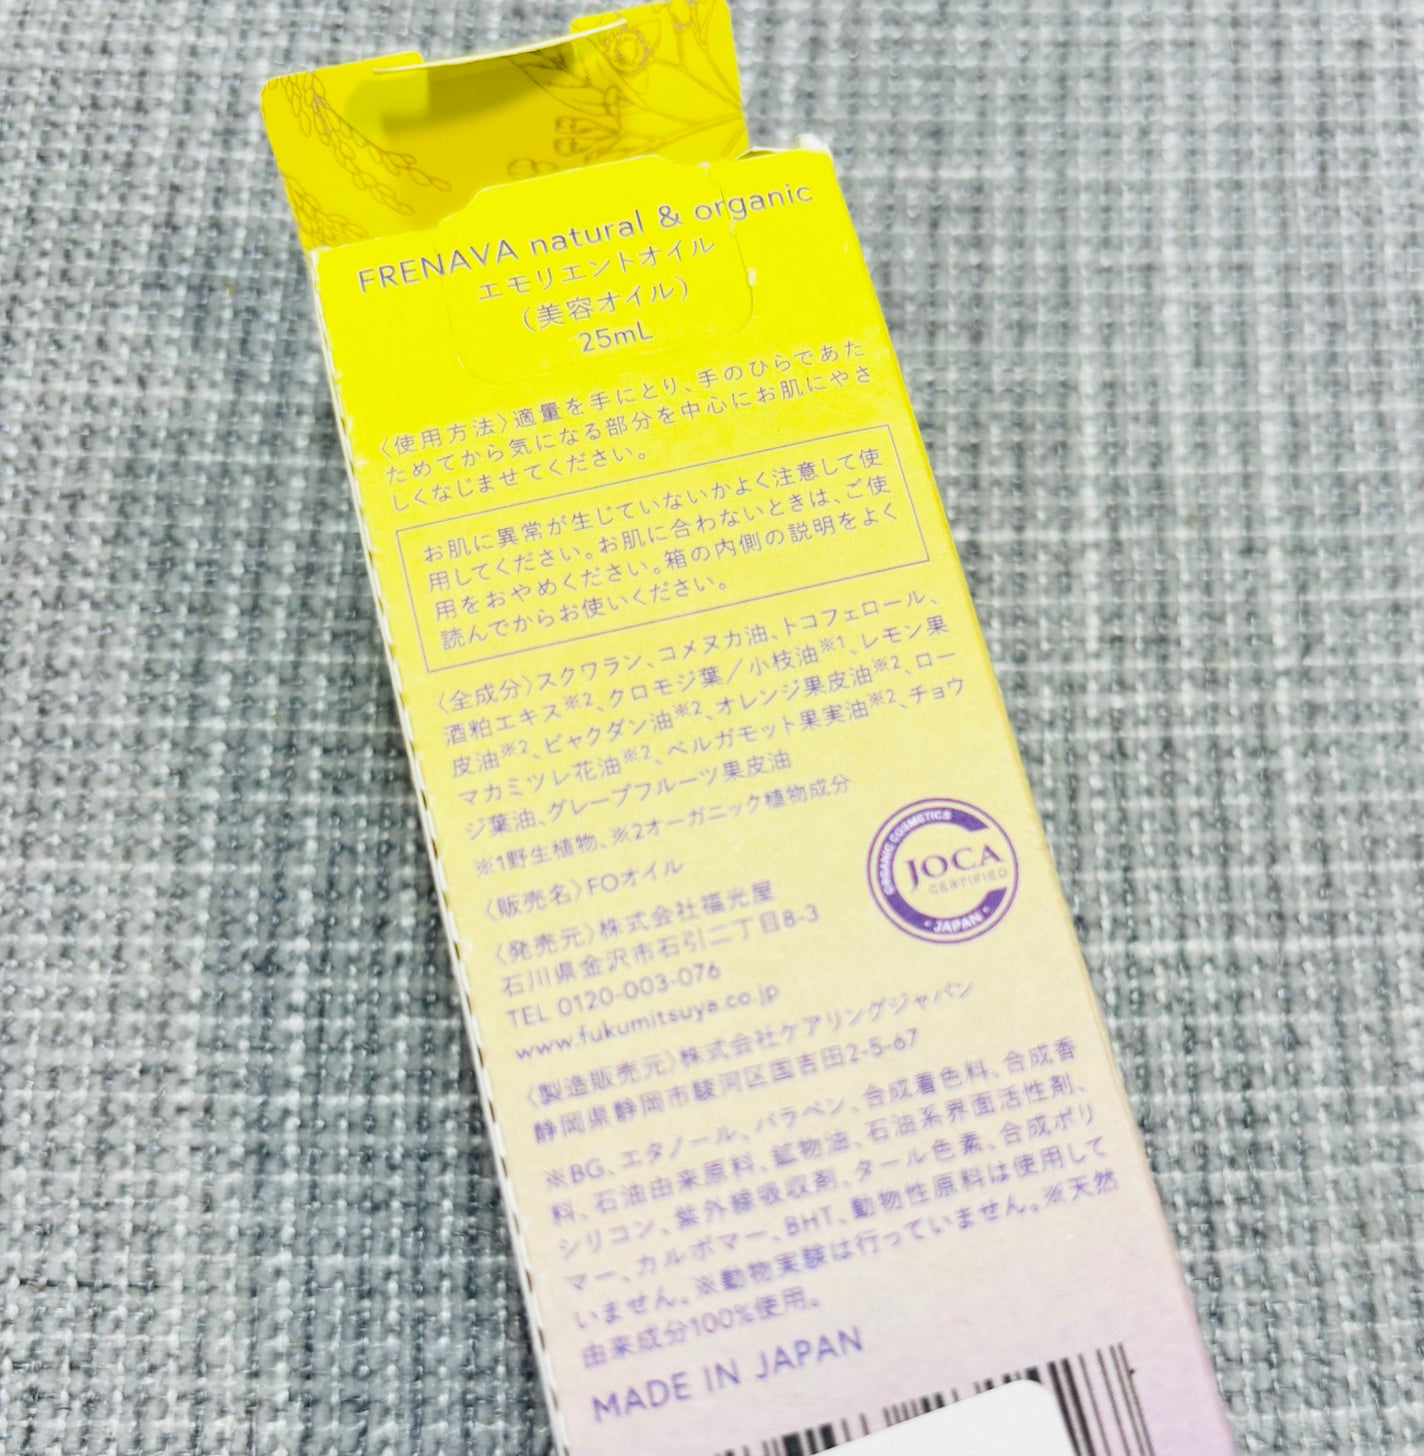 FRENAVA natural & organic
エモリエントオイル
（美容オイル）
25mL
〈使用方法〉適量を手にとり、手のひらであた
ためてから気になる部分を中心にお肌にやさ
しくなじませてください。
お肌に異常が生じていないかよく注意して使
用してください。お肌に合わないときは、ご使
用をおやめください。箱の内側の説明をよく
読んでからお使いください。
〈全成分〉スクワラン、コメヌカ油、トコフェロール、
酒粕エキス※2、クロモジ葉／小枝油※1、レモン果
皮油※2、ビャクダン油※2、オレンジ果皮油※2、ロー
マカミツレ花油※2、ベルガモット果実油※2、チョウ
ジ葉油、グレープフルーツ果皮油
※1野生植物、※2オーガニック植物成分
〈販売名〉FOオイル
〈発売元〉株式会社福光屋
石川県金沢市石引二丁目8-3
TEL 0120-003-076
www.fukumitsuya.co.jp
ORGANIC COSMETICS
JOCA
CERTIFIED
・JAPAN・
〈製造販売元〉株式会社ケアリングジャパン
静岡県静岡市駿河区国吉田2-5-67
※BG、エタノール、パラベン、合成着色料、合成香
料、石油由来原料、鉱物油、石油系界面活性剤、
シリコン、紫外線吸収剤、タール色素、合成ポリ
マー、カルボマー、BHT、動物性原料は使用して
いません。※動物実験は行っていません。※天然
由来成分100%使用。
MADE IN JAPAN